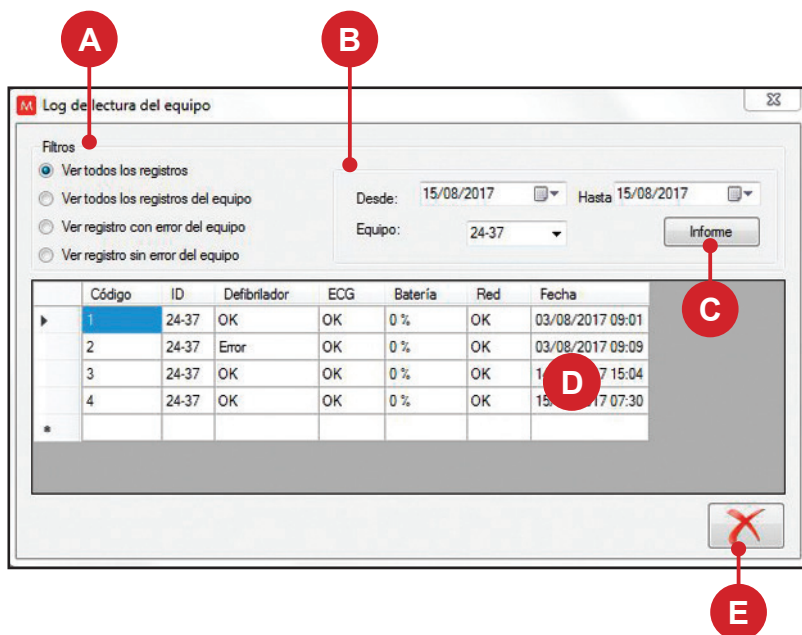 A B
M Log de lectura del equipo
Filtros
Ver todos los registros
Ver todos los registros del equipo
Ver registro con error del equipo
Ver registro sin error del equipo
Desde: 15/08/2017 Hasta 15/08/2017
Equipo: 24-37 Informe
C
Código ID Defibrilador ECG Batería Red Fecha
1 24-37 OK OK 0 % OK 03/08/2017 09:01
2 24-37 Error OK 0 % OK 03/08/2017 09:09
3 24-37 OK OK 0 % OK 15:04
4 24-37 OK OK 0 % OK 07:30
*
D
E